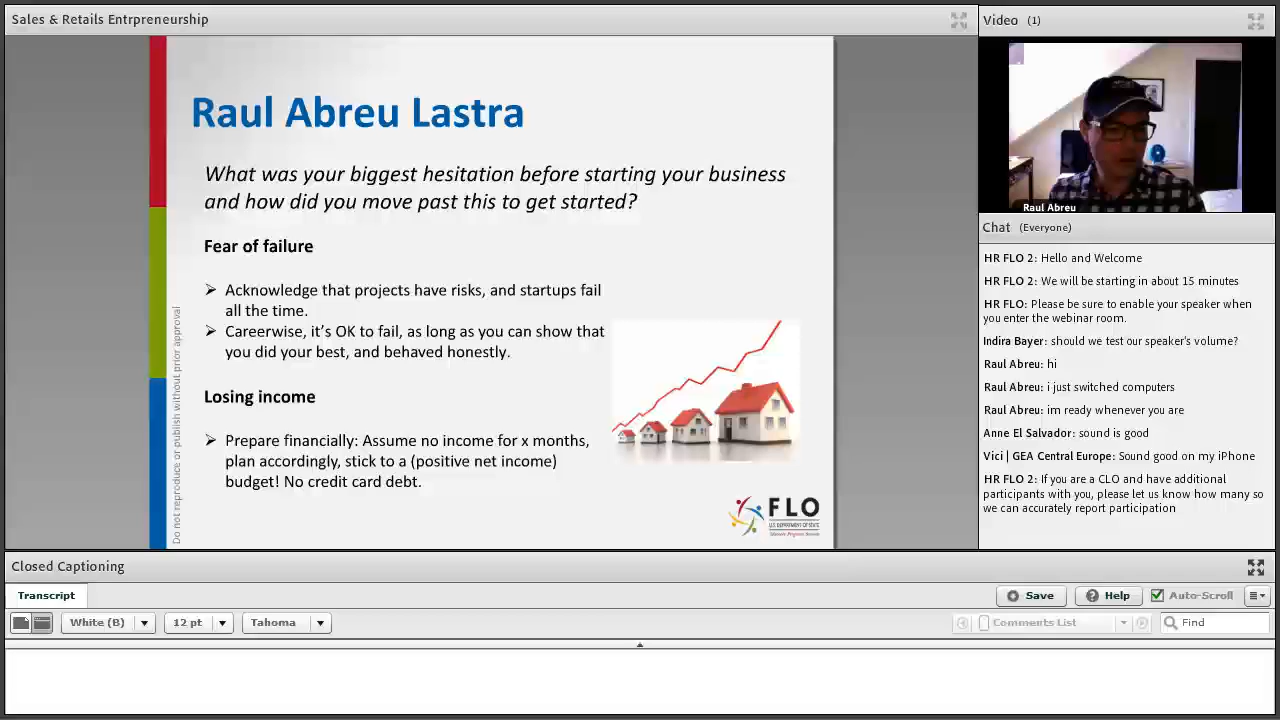 Sales & Retails Entrpreneurship
Raul Abreu Lastra
What was your biggest hesitation before starting your business
and how did you move past this to get started?
Fear of failure
➢ Acknowledge that projects have risks, and startups fail
all the time.
➢ Careerwise, it's OK to fail, as long as you can show that
you did your best, and behaved honestly.
Losing income
➢ Prepare financially: Assume no income for x months,
plan accordingly, stick to a (positive net income)
budget! No credit card debt.
Do not reproduce or publish without prior approval
FLO
U.S. DEPARTMENT OF STATE
Video (1)
Raul Abreu
Chat (Everyone)
HR FLO 2: Hello and Welcome
HR FLO 2: We will be starting in about 15 minutes
HR FLO: Please be sure to enable your speaker when
you enter the webinar room.
Indira Bayer: should we test our speaker's volume?
Raul Abreu: hi
Raul Abreu: i just switched computers
Raul Abreu: im ready whenever you are
Anne El Salvador: sound is good
Vici | GEA Central Europe: Sound good on my iPhone
HR FLO 2: If you are a CLO and have additional
participants with you, please let us know how many so
we can accurately report participation
Closed Captioning
Transcript
Save
Help
Auto-Scroll
White (B)
12 pt
Tahoma
Comments List
Find